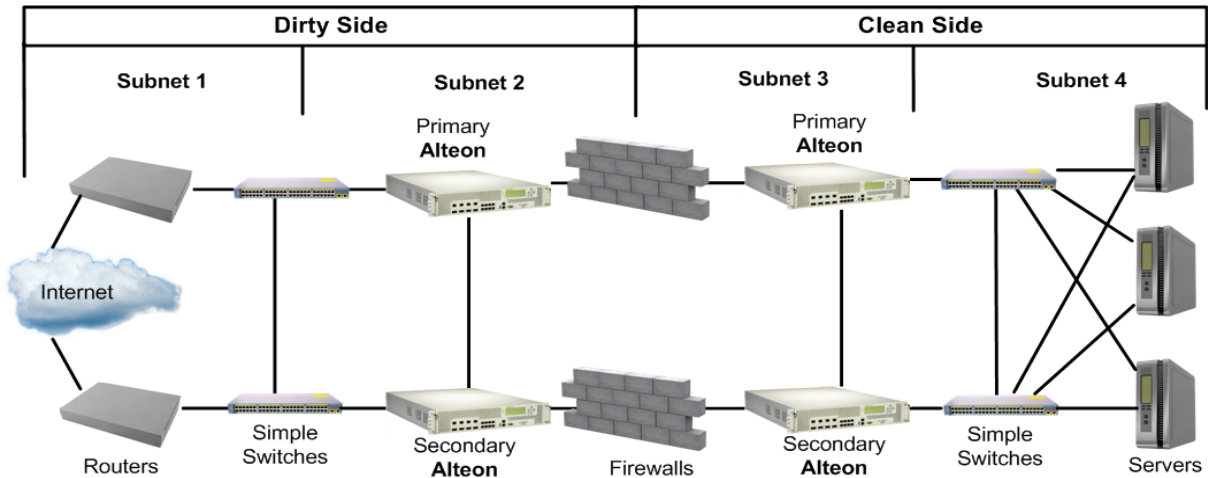 Dirty Side
Clean Side
Subnet 1
Subnet 2
Subnet 3
Subnet 4
Primary
Alteon
Primary
Alteon
Internet
Routers
Simple
Switches
Secondary
Alteon
Firewalls
Secondary
Alteon
Simple
Switches
Servers